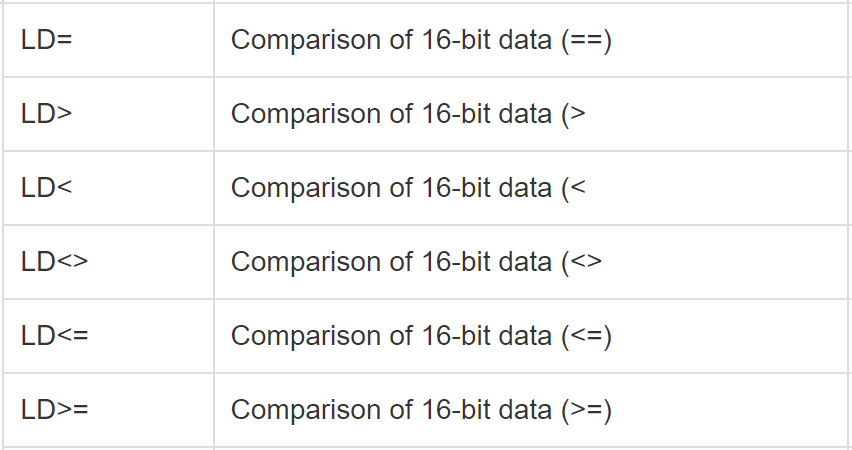 LD= Comparison of 16-bit data (==)
LD> Comparison of 16-bit data (>
LD< Comparison of 16-bit data (<
LD<> Comparison of 16-bit data (<>
LD<= Comparison of 16-bit data (<=)
LD>= Comparison of 16-bit data (>=)